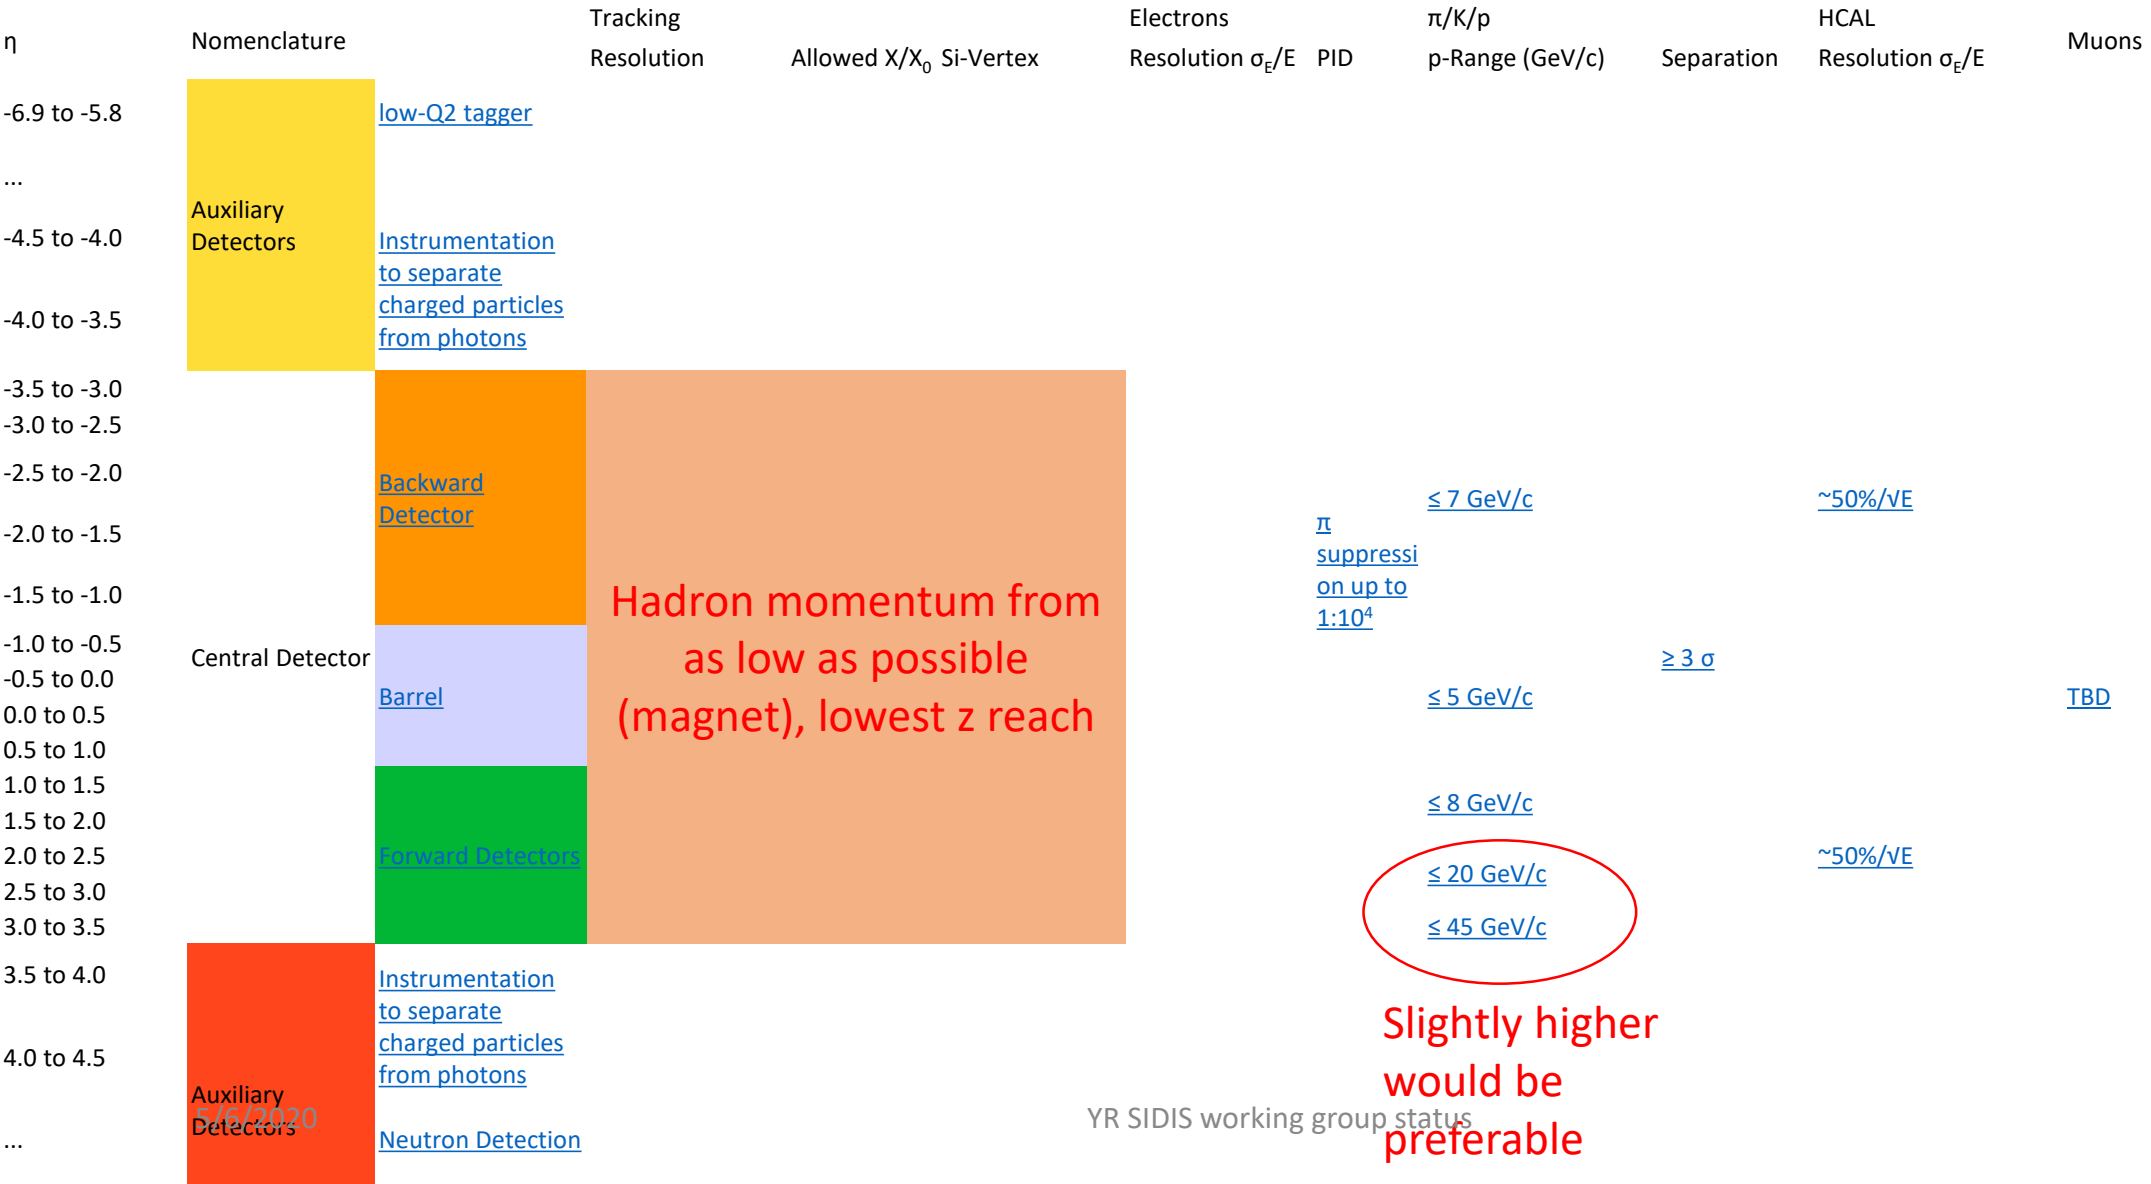 η
Nomenclature
Tracking
Electrons
π/K/p
HCAL
Muons
Resolution
Allowed X/X0
Si-Vertex
Resolution σE/E
PID
p-Range (GeV/c)
Separation
Resolution σE/E
-6.9 to -5.8
low-Q2 tagger
...
Auxiliary
Detectors
-4.5 to -4.0
Instrumentation
to separate
charged particles
from photons
-4.0 to -3.5
-3.5 to -3.0
-3.0 to -2.5
-2.5 to -2.0
Backward
Detector
≤ 7 GeV/c
~50%/√E
-2.0 to -1.5
π
suppressi
on up to
1:10⁴
-1.5 to -1.0
Hadron momentum from
as low as possible
(magnet), lowest z reach
-1.0 to -0.5
Central Detector
≥ 3 σ
-0.5 to 0.0
Barrel
≤ 5 GeV/c
TBD
0.0 to 0.5
0.5 to 1.0
1.0 to 1.5
≤ 8 GeV/c
1.5 to 2.0
2.0 to 2.5
Forward Detectors
≤ 20 GeV/c
~50%/√E
2.5 to 3.0
3.0 to 3.5
≤ 45 GeV/c
3.5 to 4.0
Instrumentation
to separate
charged particles
from photons
4.0 to 4.5
Slightly higher
would be
preferable
Auxiliary
Detectors
5/6/2020
YR SIDIS working group status
...
Neutron Detection